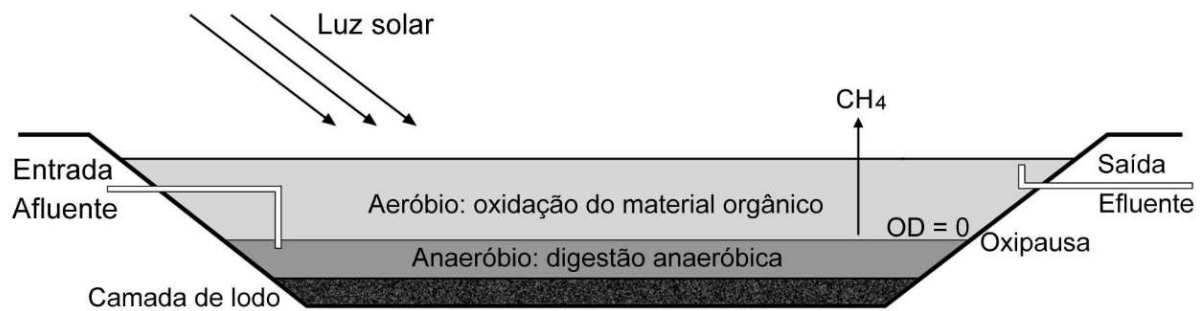 Luz solar
CH₄
Entrada
Afluente
Saída
Efluente
Aeróbio: oxidação do material orgânico
OD = 0
Oxipausa
Anaeróbio: digestão anaeróbica
Camada de lodo